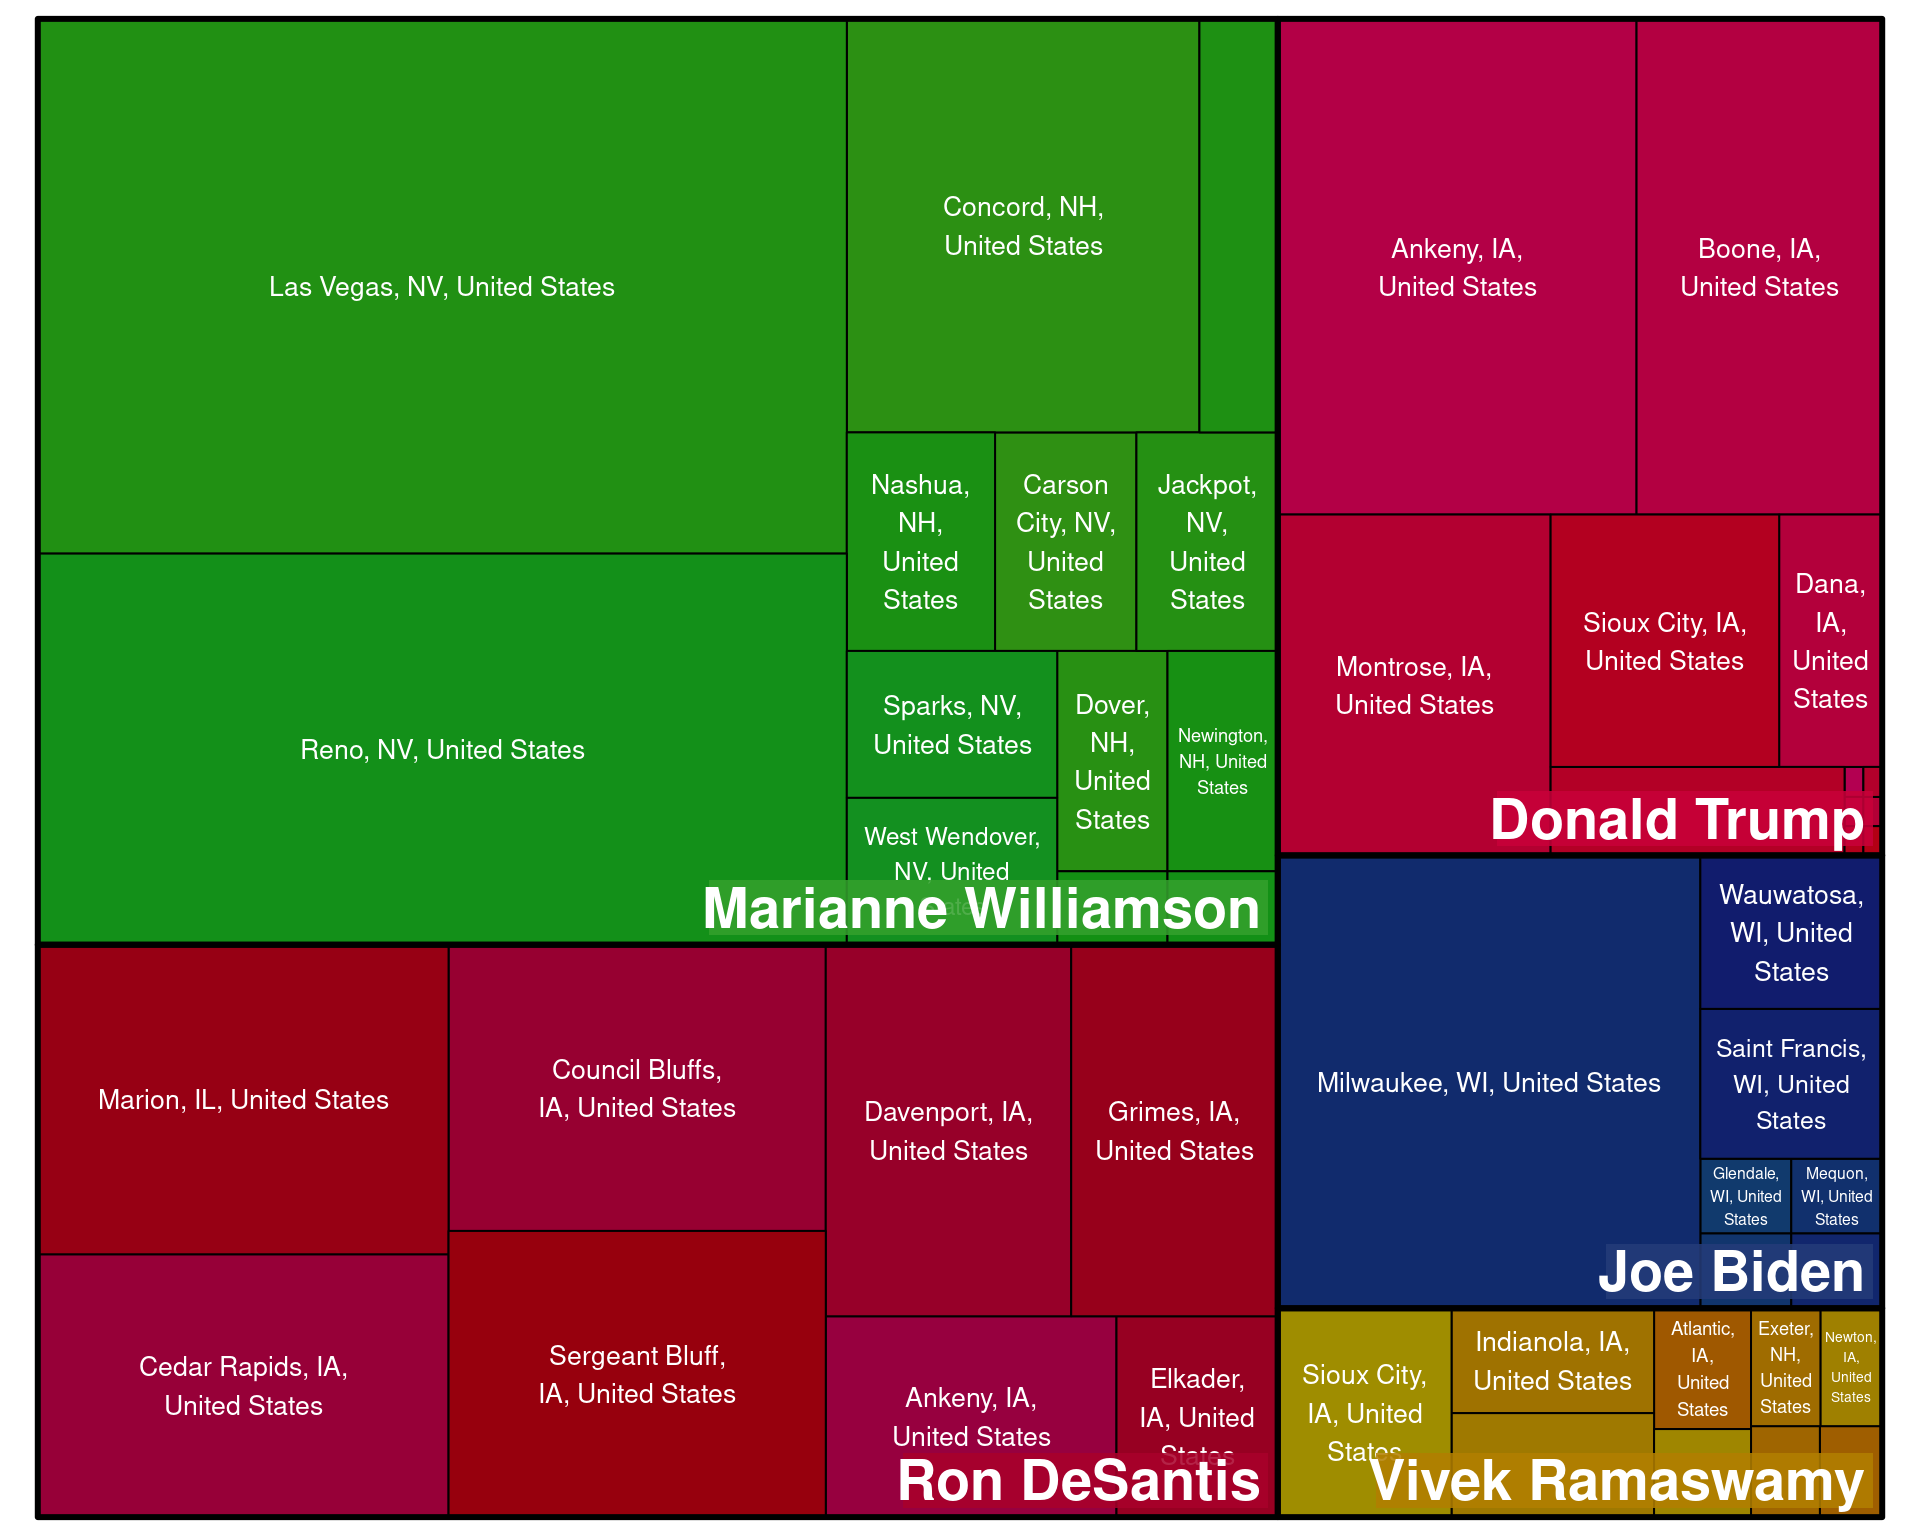 Las Vegas, NV, United States
Reno, NV, United States
Concord, NH,
United States
Nashua,
NH,
United
States
Carson
City, NV,
United
States
Jackpot,
NV,
United
States
Sparks, NV,
United States
West Wendover,
NV, United
States
Dover,
NH,
United
States
Newington,
NH, United
States
Marianne Williamson
Ankeny, IA,
United States
Boone, IA,
United States
Montrose, IA,
United States
Sioux City, IA,
United States
Dana,
IA,
United
States
Donald Trump
Marion, IL, United States
Cedar Rapids, IA,
United States
Council Bluffs,
IA, United States
Sergeant Bluff,
IA, United States
Davenport, IA,
United States
Grimes, IA,
United States
Ankeny, IA,
United States
Elkader,
IA, United
States
Ron DeSantis
Milwaukee, WI, United States
Wauwatosa,
WI, United
States
Saint Francis,
WI, United
States
Glendale,
WI, United
States
Mequon,
WI, United
States
Joe Biden
Sioux City,
IA, United
States
Indianola, IA,
United States
Atlantic,
IA,
United
States
Exeter,
NH,
United
States
Newton,
IA,
United
States
Vivek Ramaswamy